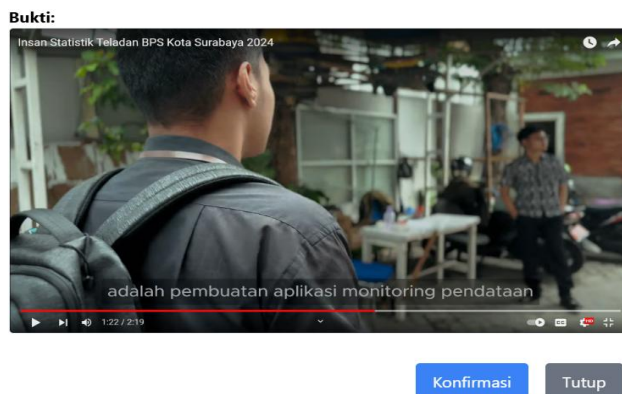 Bukti:
Insan Statistik Teladan BPS Kota Surabaya 2024
adalah pembuatan aplikasi monitoring pendataan
1:22 / 2:19
Konfirmasi
Tutup